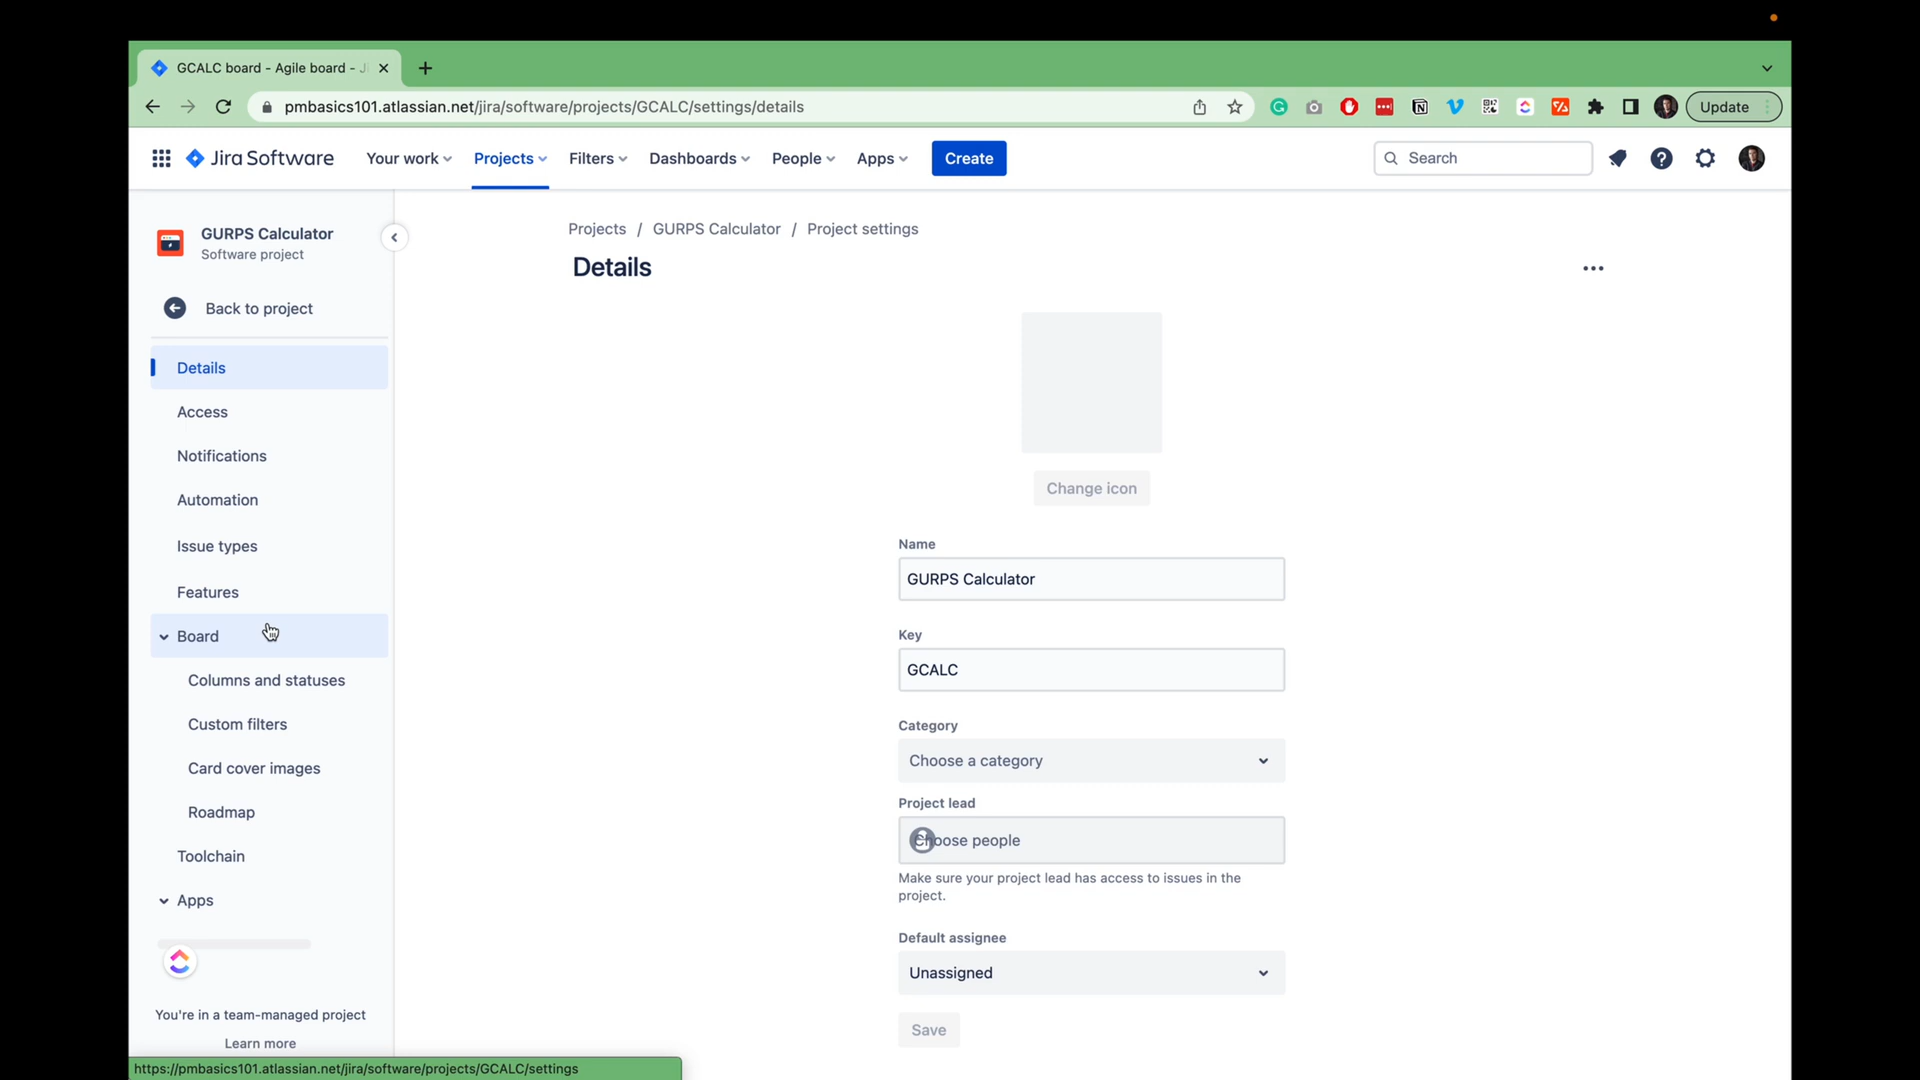 GCALC board - Agile board - Ji
pmbasics101.atlassian.net/jira/software/projects/GCALC/settings/details
Update
Jira Software
Your work
Projects
Filters
Dashboards
People
Apps
Create
Search
GURPS Calculator
Software project
Back to project
Details
Access
Notifications
Automation
Issue types
Features
Board
Columns and statuses
Custom filters
Card cover images
Roadmap
Toolchain
Apps
You're in a team-managed project
Learn more
Projects / GURPS Calculator / Project settings
Details
Change icon
Name
GURPS Calculator
Key
GCALC
Category
Choose a category
Project lead
Choose people
Make sure your project lead has access to issues in the
project.
Default assignee
Unassigned
Save
https://pmbasics101.atlassian.net/jira/software/projects/GCALC/settings